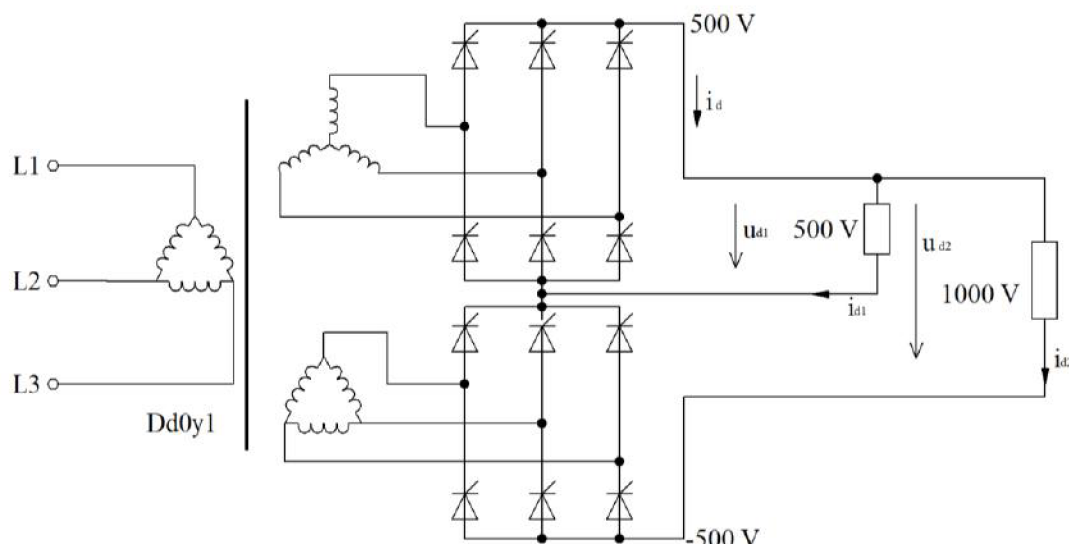 500 V
i_d
L1
u_d1
500 V
u_d2
L2
1000 V
i_d1
L3
i_d2
Dd0y1
-500 V